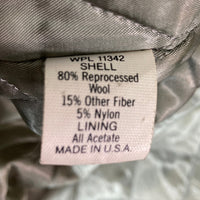 WPL 11342
SHELL
80% Reprocessed
Wool
15% Other Fiber
5% Nylon
LINING
All Acetate
MADE IN U.S.A.